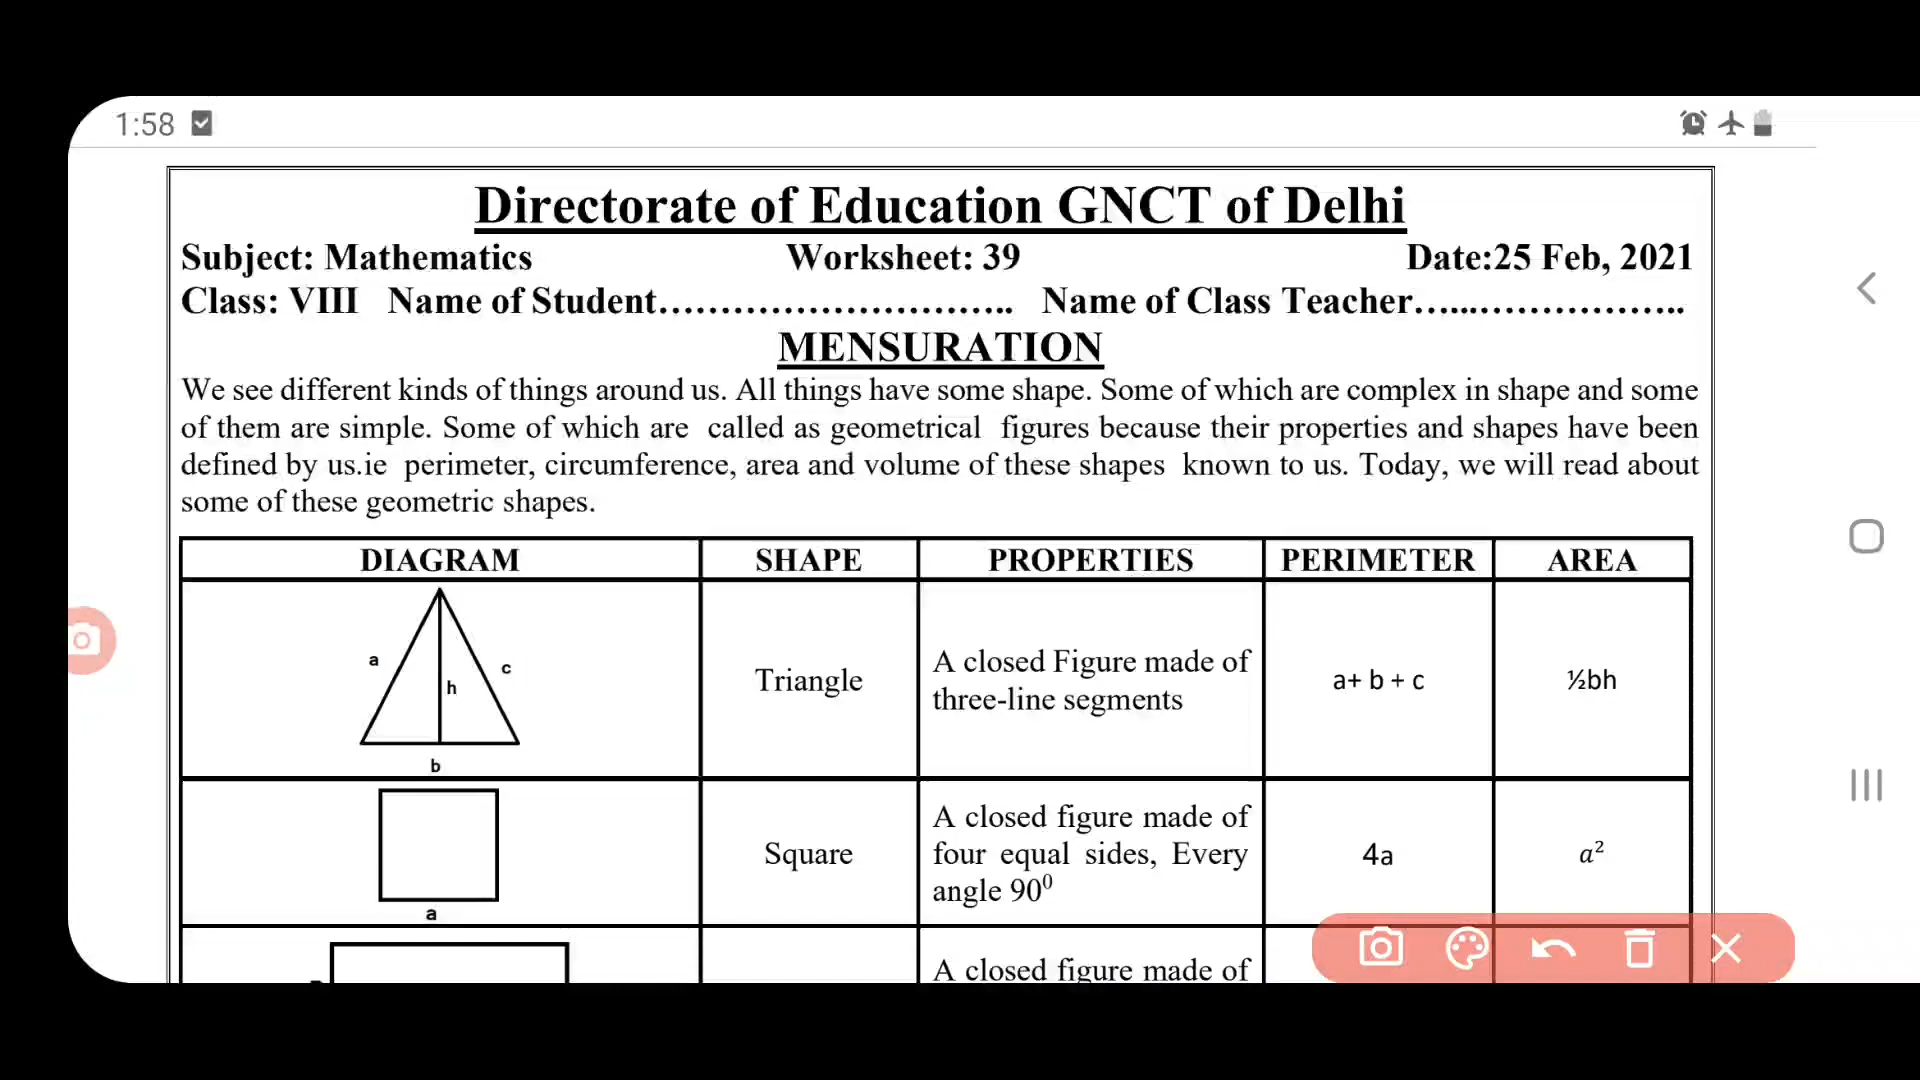 1:58
Directorate of Education GNCT of Delhi
Subject: Mathematics Worksheet: 39 Date:25 Feb, 2021
Class: VIII Name of Student............................... Name of Class Teacher.........................
MENSURATION
We see different kinds of things around us. All things have some shape. Some of which are complex in shape and some
of them are simple. Some of which are called as geometrical figures because their properties and shapes have been
defined by us.ie perimeter, circumference, area and volume of these shapes known to us. Today, we will read about
some of these geometric shapes.
DIAGRAM SHAPE PROPERTIES PERIMETER AREA
a c
h
b
Triangle
A closed Figure made of
three-line segments
a+ b + c
½bh
a
Square
A closed figure made of
four equal sides, Every
angle 90⁰
4a
a²
A closed figure made of